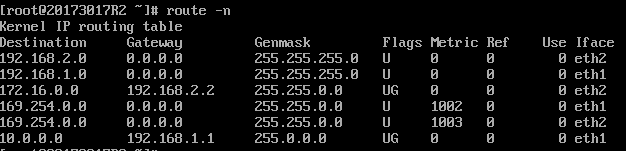 [root@20173017R2 ~]# route -n
Kernel IP routing table
Destination     Gateway         Genmask         Flags Metric Ref    Use Iface
192.168.2.0     0.0.0.0         255.255.255.0   U     0      0        0 eth2
192.168.1.0     0.0.0.0         255.255.255.0   U     0      0        0 eth1
172.16.0.0      192.168.2.2     255.255.0.0     UG    0      0        0 eth2
169.254.0.0     0.0.0.0         255.255.0.0     U     1002   0        0 eth1
169.254.0.0     0.0.0.0         255.255.0.0     U     1003   0        0 eth2
10.0.0.0        192.168.1.1     255.0.0.0       UG    0      0        0 eth1